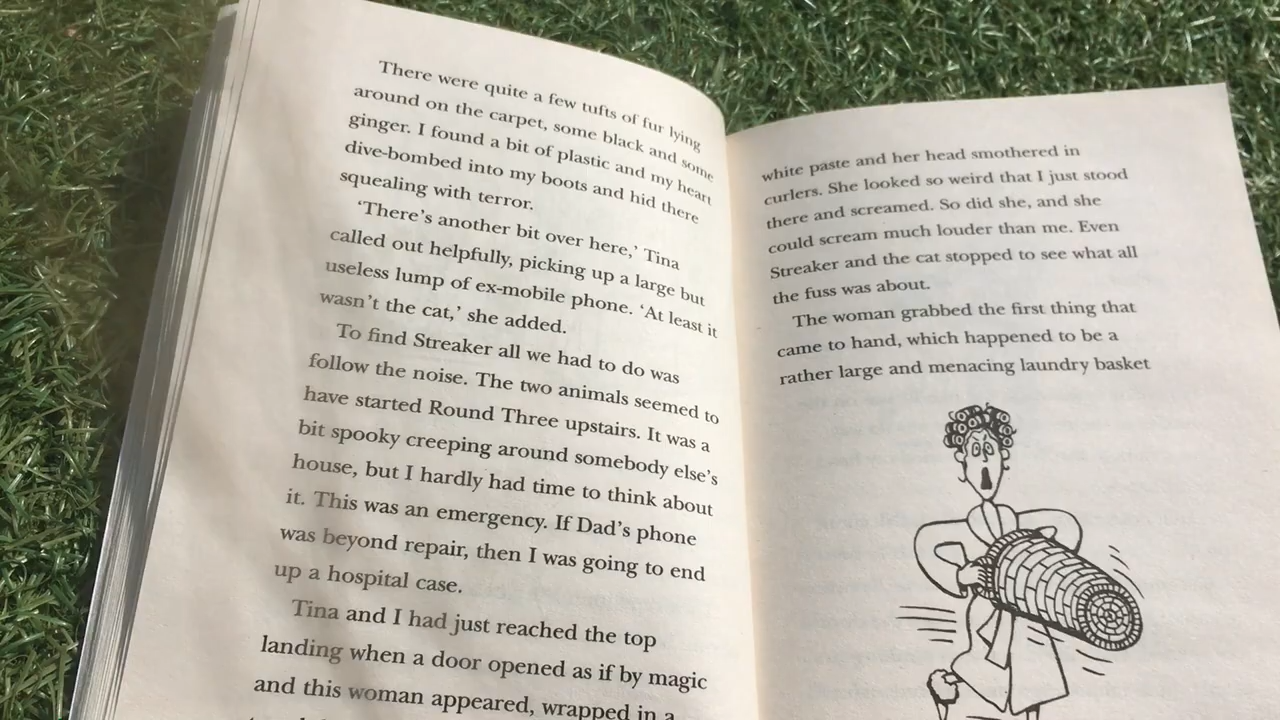 There were quite a few tufts of fur lying
around on the carpet, some black and some
ginger. I found a bit of plastic and my heart
dive-bombed into my boots and hid there
squealing with terror.
‘There’s another bit over here,’ Tina
called out helpfully, picking up a large but
useless lump of ex-mobile phone. ‘At least it
wasn’t the cat,’ she added.
To find Streaker all we had to do was
follow the noise. The two animals seemed to
have started Round Three upstairs. It was a
bit spooky creeping around somebody else’s
house, but I hardly had time to think about
it. This was an emergency. If Dad’s phone
was beyond repair, then I was going to end
up a hospital case.
Tina and I had just reached the top
landing when a door opened as if by magic
and this woman appeared, wrapped in a
white paste and her head smothered in
curlers. She looked so weird that I just stood
there and screamed. So did she, and she
could scream much louder than me. Even
Streaker and the cat stopped to see what all
the fuss was about.
The woman grabbed the first thing that
came to hand, which happened to be a
rather large and menacing laundry basket